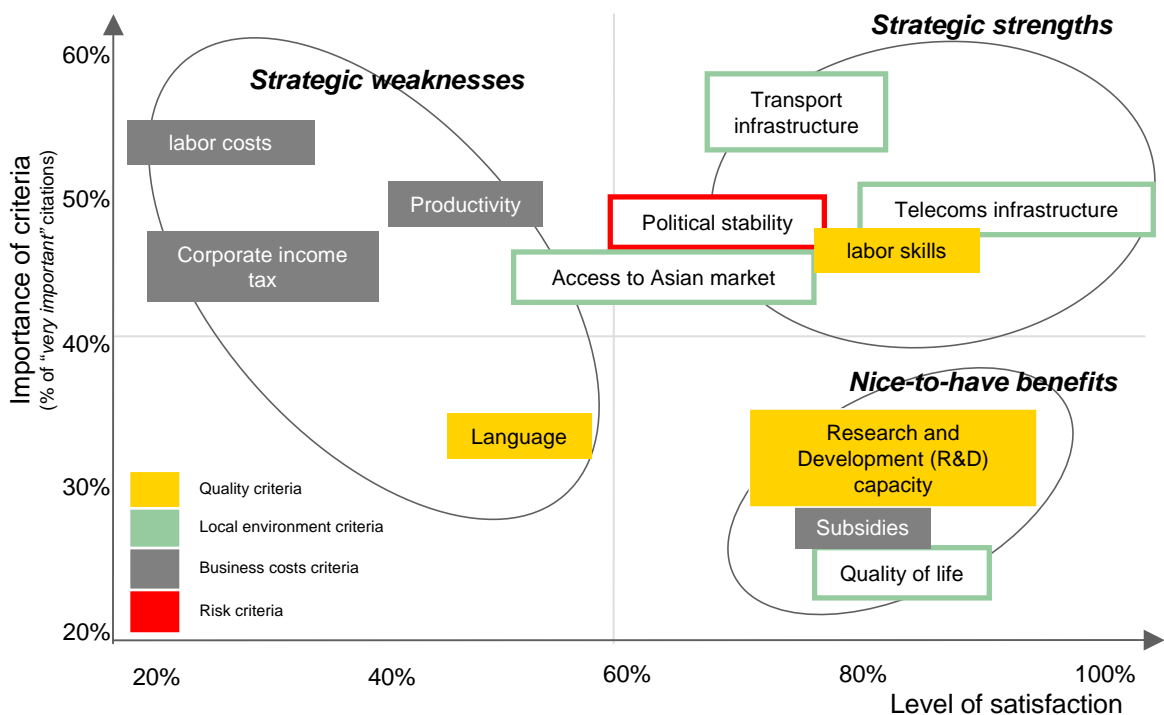 Strategic strengths
60%
Strategic weaknesses
Transport
infrastructure
labor costs
50%
Productivity
Telecoms infrastructure
Political stability
labor skills
Corporate income
tax
Access to Asian market
Importance of criteria
(% of “very important” citations)
40%
Nice-to-have benefits
Language
Research and
Development (R&D)
capacity
30%
Quality criteria
Local environment criteria
Subsidies
Business costs criteria
Quality of life
Risk criteria
20%
20%
40%
60%
80%
100%
Level of satisfaction